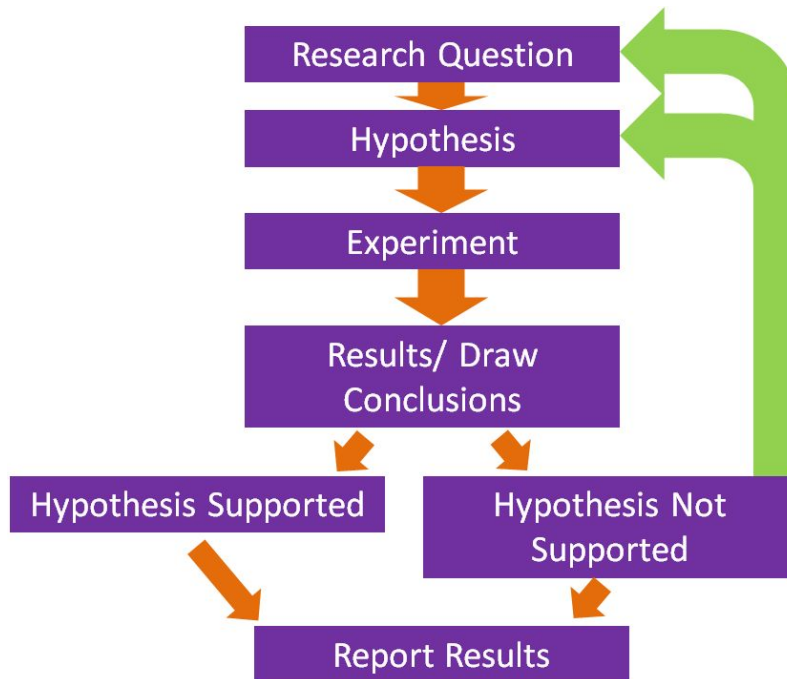 Research Question
Hypothesis
Experiment
Results/ Draw
Conclusions
Hypothesis Supported
Hypothesis Not
Supported
Report Results